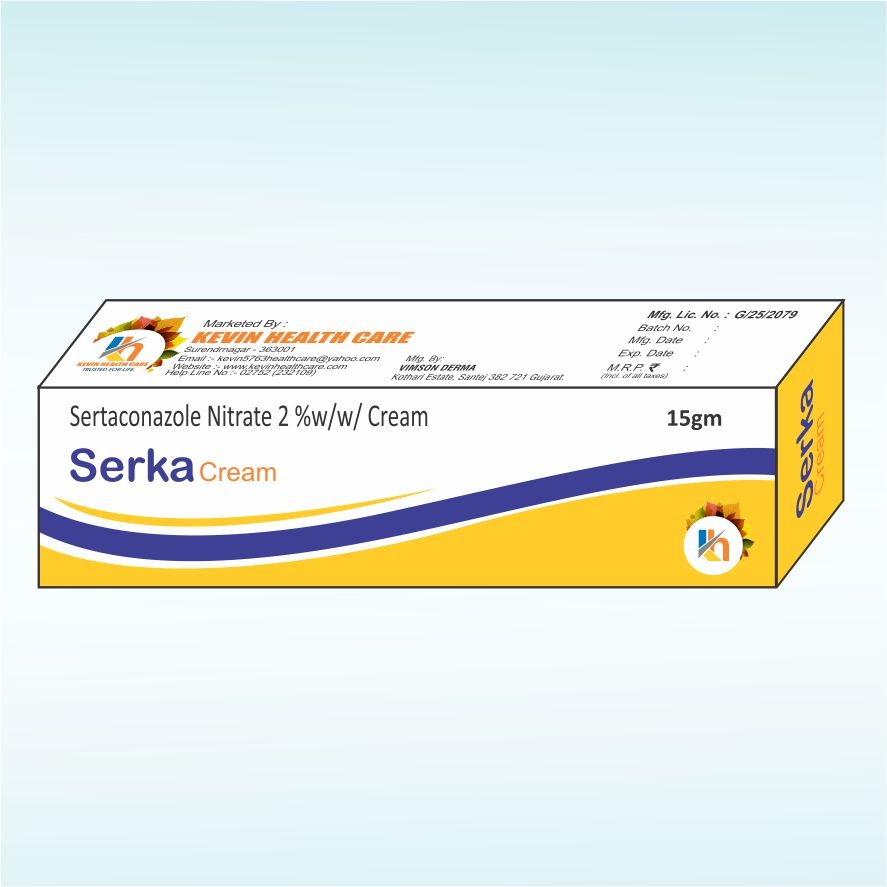 Marketed By :
KEVIN HEALTH CARE
Surendrnagar - 363001
Email :- kevin5763healthcare@yahoo.com
Website :- www.kevinhealthcare.com
Help Line No :- 02752 (232109)
KEVIN HEALTH CARE
TRUSTED FOR LIFE.
Mfg. By:
VIMSON DERMA
Kothari Estate, Santej 382 721 Gujarat.
Mfg. Lic. No. : G/25/2079
Batch No. :
Mfg. Date :
Exp. Date :
M.R.P. ₹ :
(Incl. of all taxes)
Sertaconazole Nitrate 2 %w/w/ Cream
15gm
Serka Cream
Serka
Cream